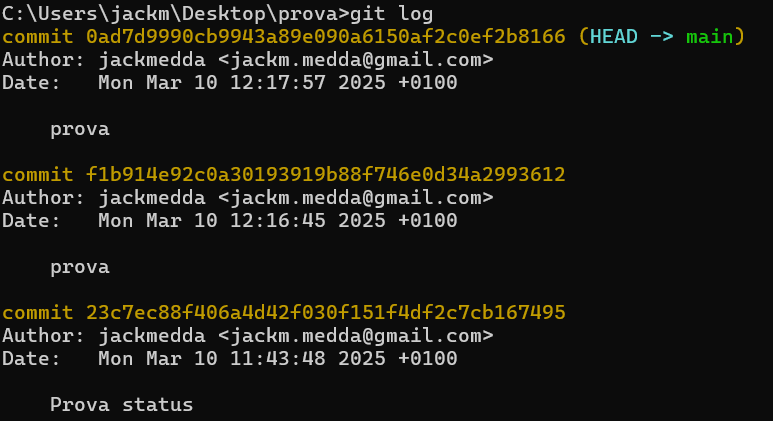 C:\Users\jackm\Desktop\prova>git log
commit 0ad7d9990cb9943a89e090a6150af2c0ef2b8166 (HEAD -> main)
Author: jackmedda <jackm.medda@gmail.com>
Date:   Mon Mar 10 12:17:57 2025 +0100
prova
commit f1b914e92c0a30193919b88f746e0d34a2993612
Author: jackmedda <jackm.medda@gmail.com>
Date:   Mon Mar 10 12:16:45 2025 +0100
prova
commit 23c7ec88f406a4d42f030f151f4df2c7cb167495
Author: jackmedda <jackm.medda@gmail.com>
Date:   Mon Mar 10 11:43:48 2025 +0100
Prova status